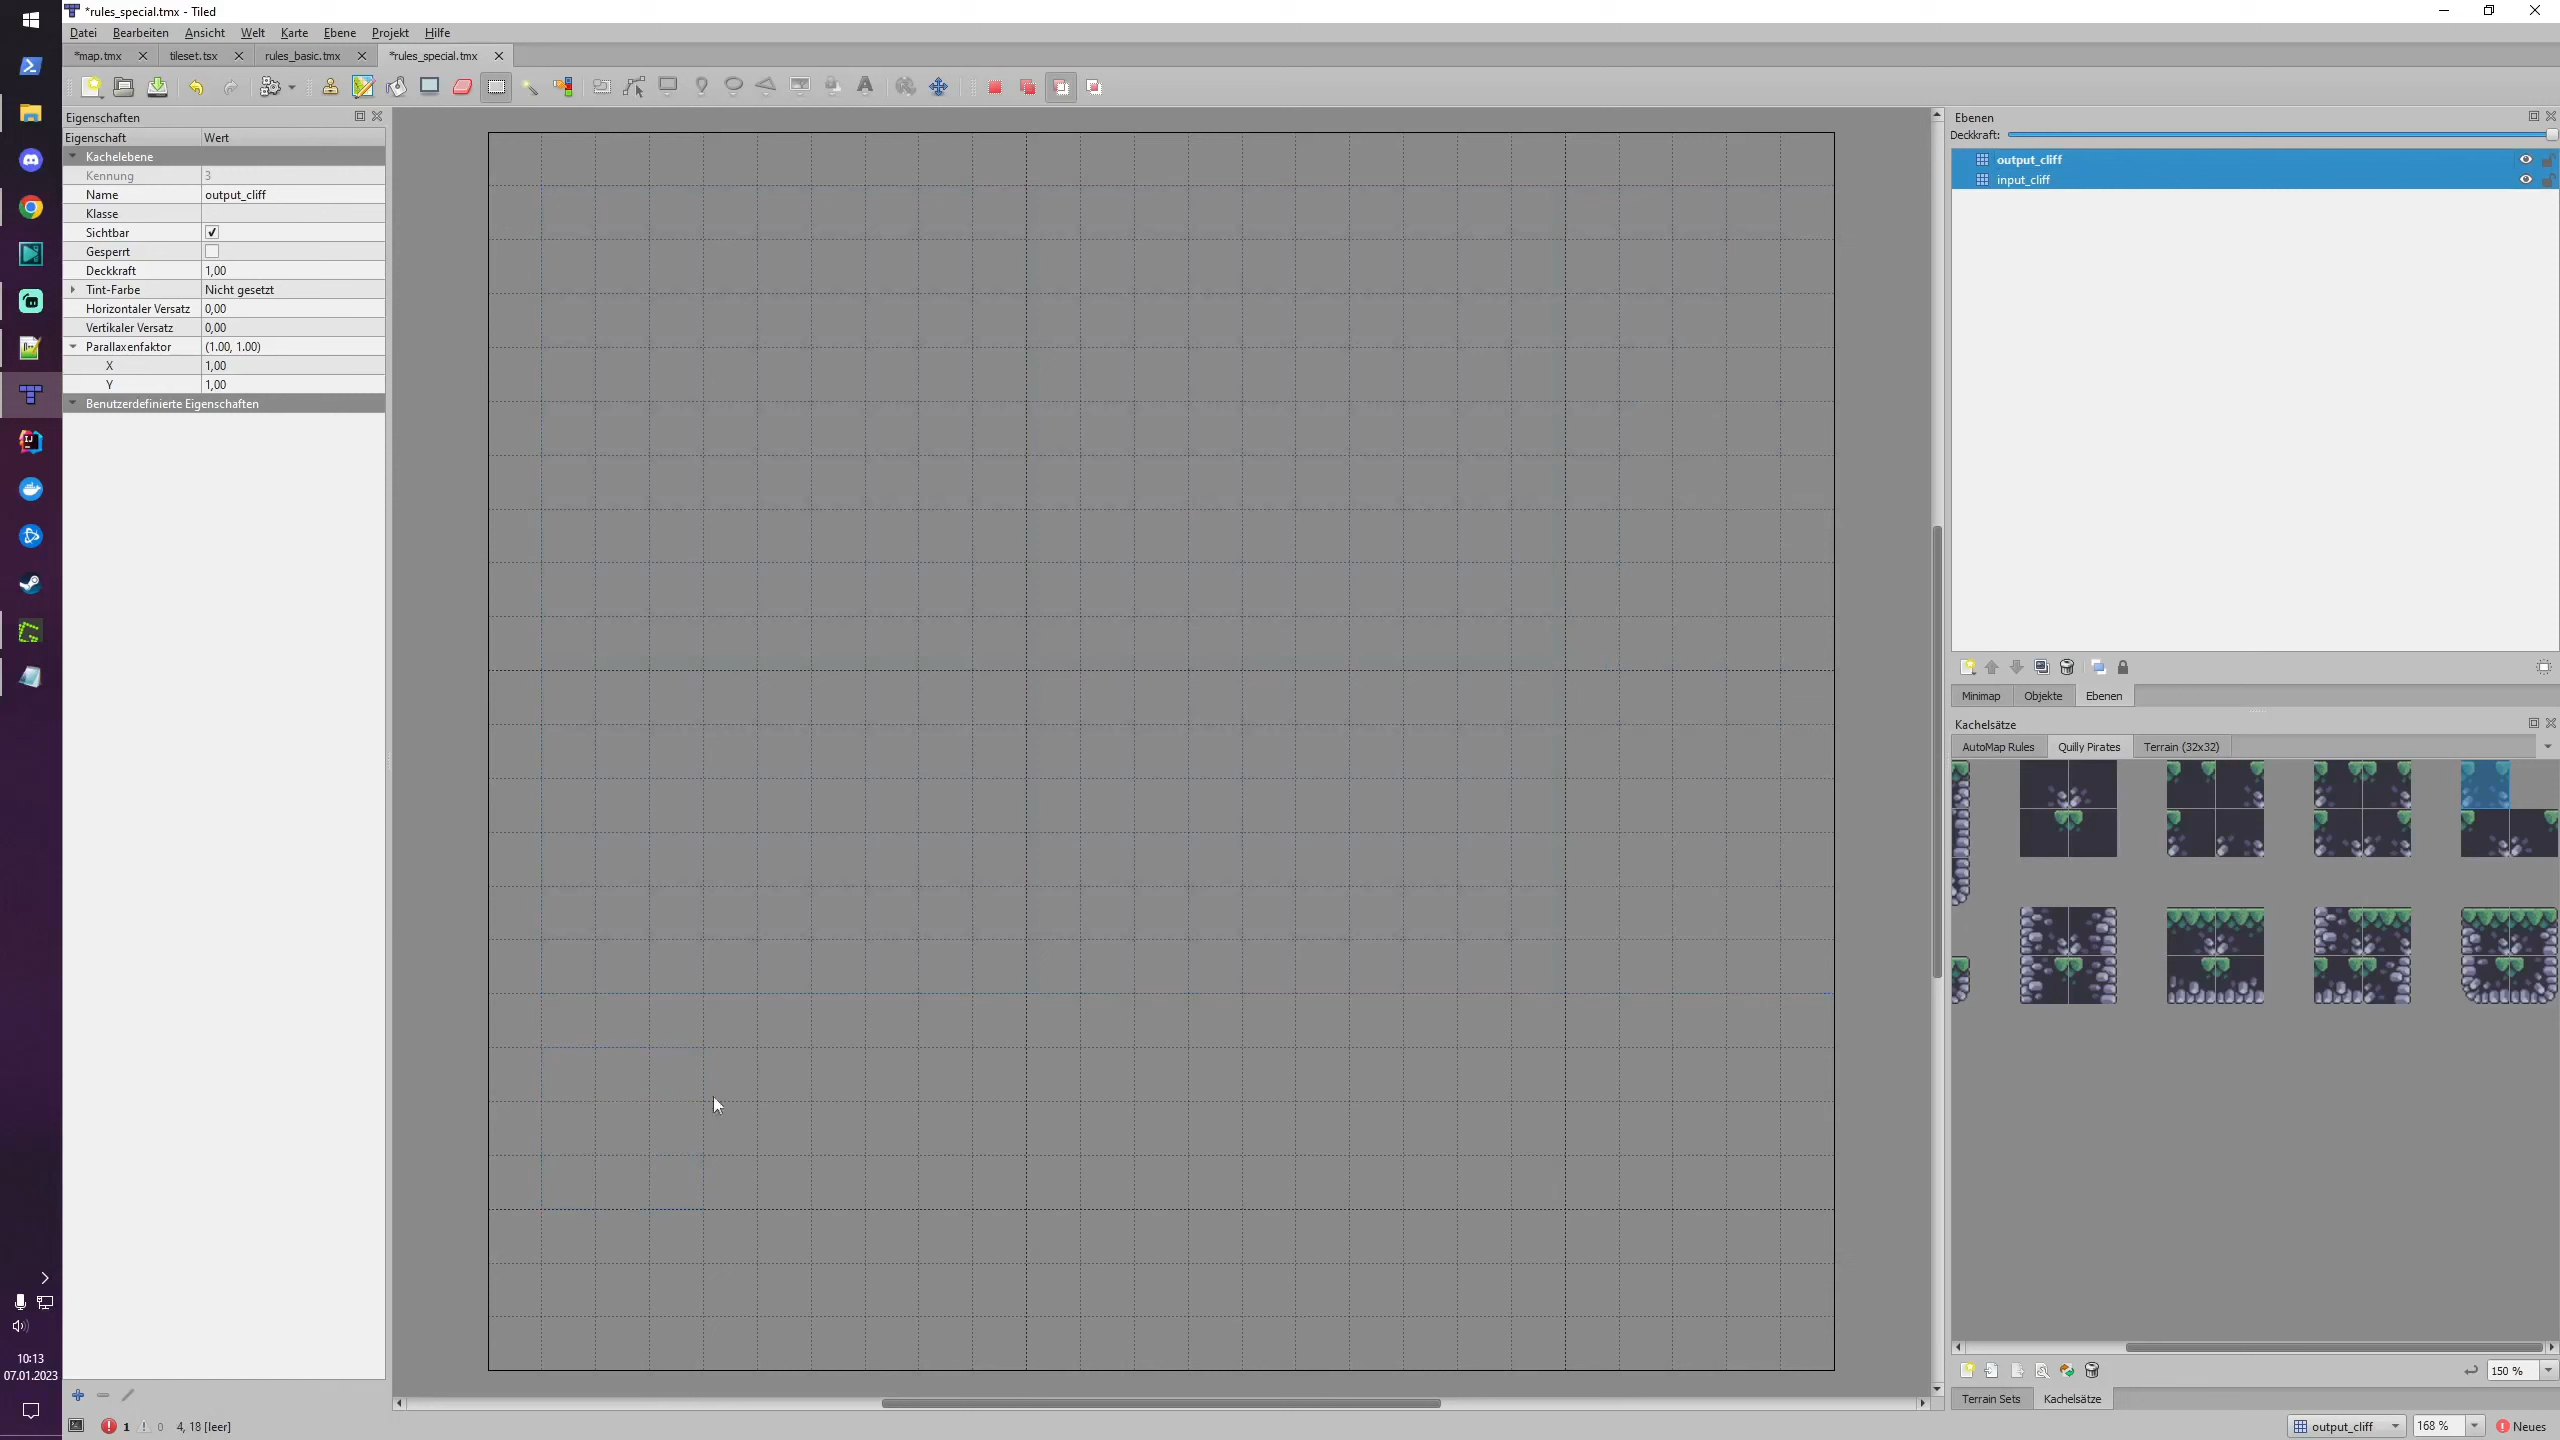 *rules_special.tmx - Tiled
Datei Bearbeiten Ansicht Welt Karte Ebene Projekt Hilfe
*map.tmx tileset.tsx rules_basic.tmx *rules_special.tmx
Eigenschaften
Eigenschaft Wert
Kachelebene
Kennung 3
Name output_cliff
Klasse
Sichtbar
Gesperrt
Deckkraft 1,00
Tint-Farbe Nicht gesetzt
Horizontaler Versatz 0,00
Vertikaler Versatz 0,00
Parallaxenfaktor (1.00, 1.00)
X 1,00
Y 1,00
Benutzerdefinierte Eigenschaften
Ebenen
Deckkraft:
output_cliff
input_cliff
Minimap Objekte Ebenen
Kachelsätze
AutoMap Rules Quilly Pirates Terrain (32x32)
150 %
Terrain Sets Kachelsätze
10:13
07.01.2023
1 0 4, 18 [leer]
output_cliff 168 % Neues